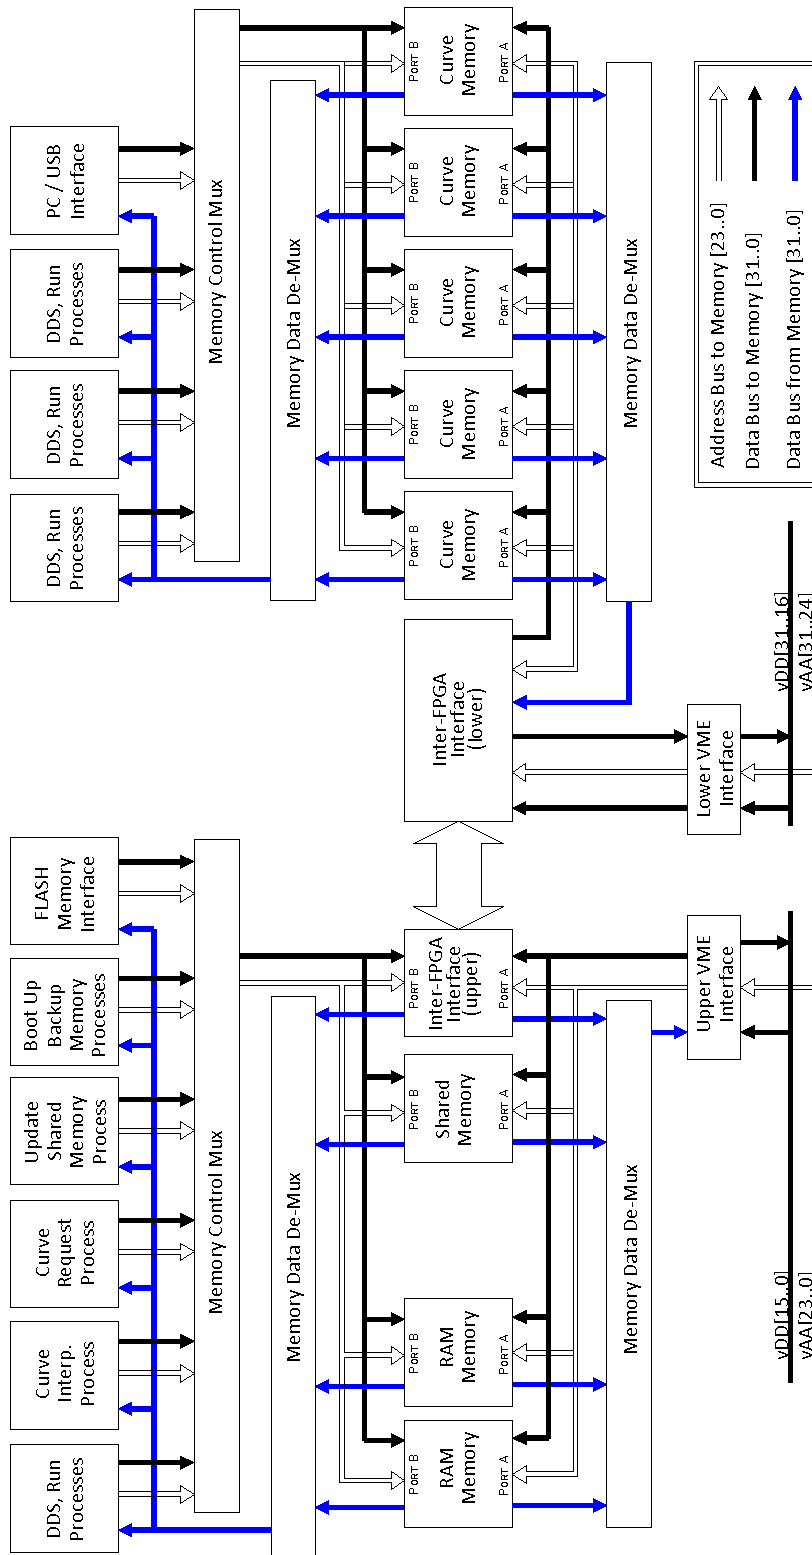 DDS, Run
Processes
Curve
Interp.
Process
Curve
Request
Process
Update
Shared
Memory
Process
Boot Up
Backup
Memory
Processes
FLASH
Memory
Interface
DDS, Run
Processes
DDS, Run
Processes
DDS, Run
Processes
PC / USB
Interface
Memory Control Mux
Memory Control Mux
Memory Data De-Mux
Memory Data De-Mux
PORT B
RAM
Memory
PORT A
PORT B
RAM
Memory
PORT A
PORT B
Shared
Memory
PORT A
PORT B
Inter-FPGA
Interface
(upper)
PORT A
Inter-FPGA
Interface
(lower)
PORT B
Curve
Memory
PORT A
PORT B
Curve
Memory
PORT A
PORT B
Curve
Memory
PORT A
PORT B
Curve
Memory
PORT A
PORT B
Curve
Memory
PORT A
Memory Data De-Mux
Memory Data De-Mux
Upper VME
Interface
Lower VME
Interface
vDD[15..0]
vAA[23..0]
vDD[31..16]
vAA[31..24]
Address Bus to Memory [23..0]
Data Bus to Memory [31..0]
Data Bus from Memory [31..0]